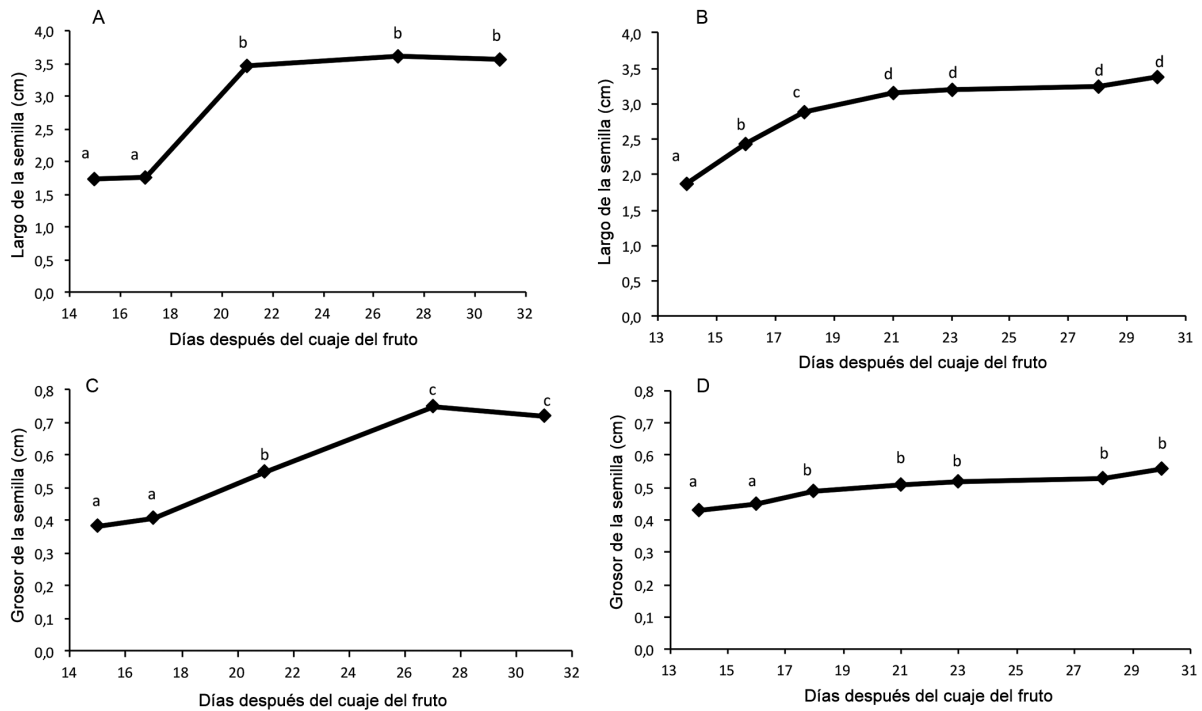 A
Largo de la semilla (cm)
4,0
3,5
3,0
2,5
2,0
1,5
1,0
0,5
0,0
a
a
b
b
b
14 16 18 20 22 24 26 28 30 32
Días después del cuaje del fruto
B
Largo de la semilla (cm)
4,0
3,5
3,0
2,5
2,0
1,5
1,0
0,5
0,0
a
b
c
d
d
d
d
13 15 17 19 21 23 25 27 29 31
Días después del cuaje del fruto
C
Grosor de la semilla (cm)
0,8
0,7
0,6
0,5
0,4
0,3
0,2
0,1
0,0
a
a
b
c
c
14 16 18 20 22 24 26 28 30 32
Días después del cuaje del fruto
D
Grosor de la semilla (cm)
0,8
0,7
0,6
0,5
0,4
0,3
0,2
0,1
0,0
a
a
b
b
b
b
b
13 15 17 19 21 23 25 27 29 31
Días después del cuaje del fruto